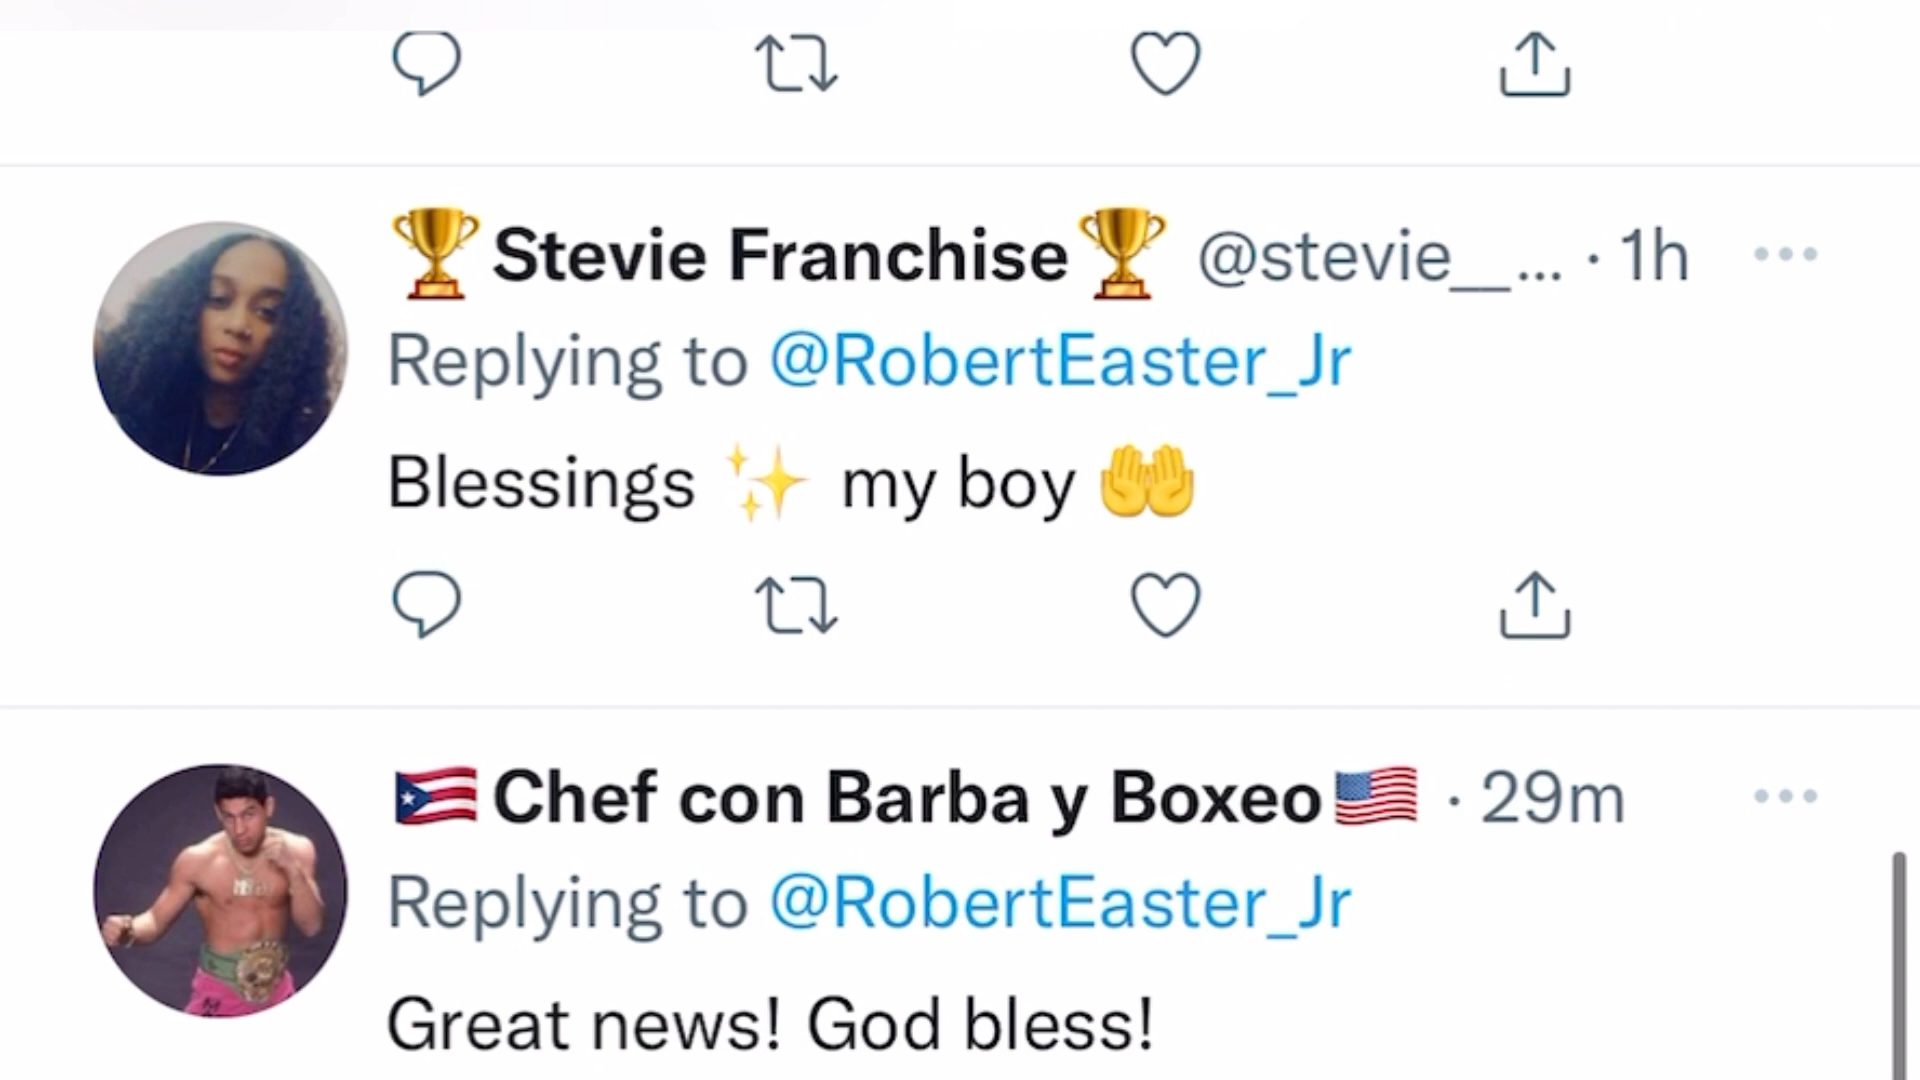 🏆Stevie Franchise🏆 @stevie__... · 1h
Replying to @RobertEaster_Jr
Blessings ✨ my boy 🤲
🇵🇷Chef con Barba y Boxeo🇺🇸 · 29m
Replying to @RobertEaster_Jr
Great news! God bless!